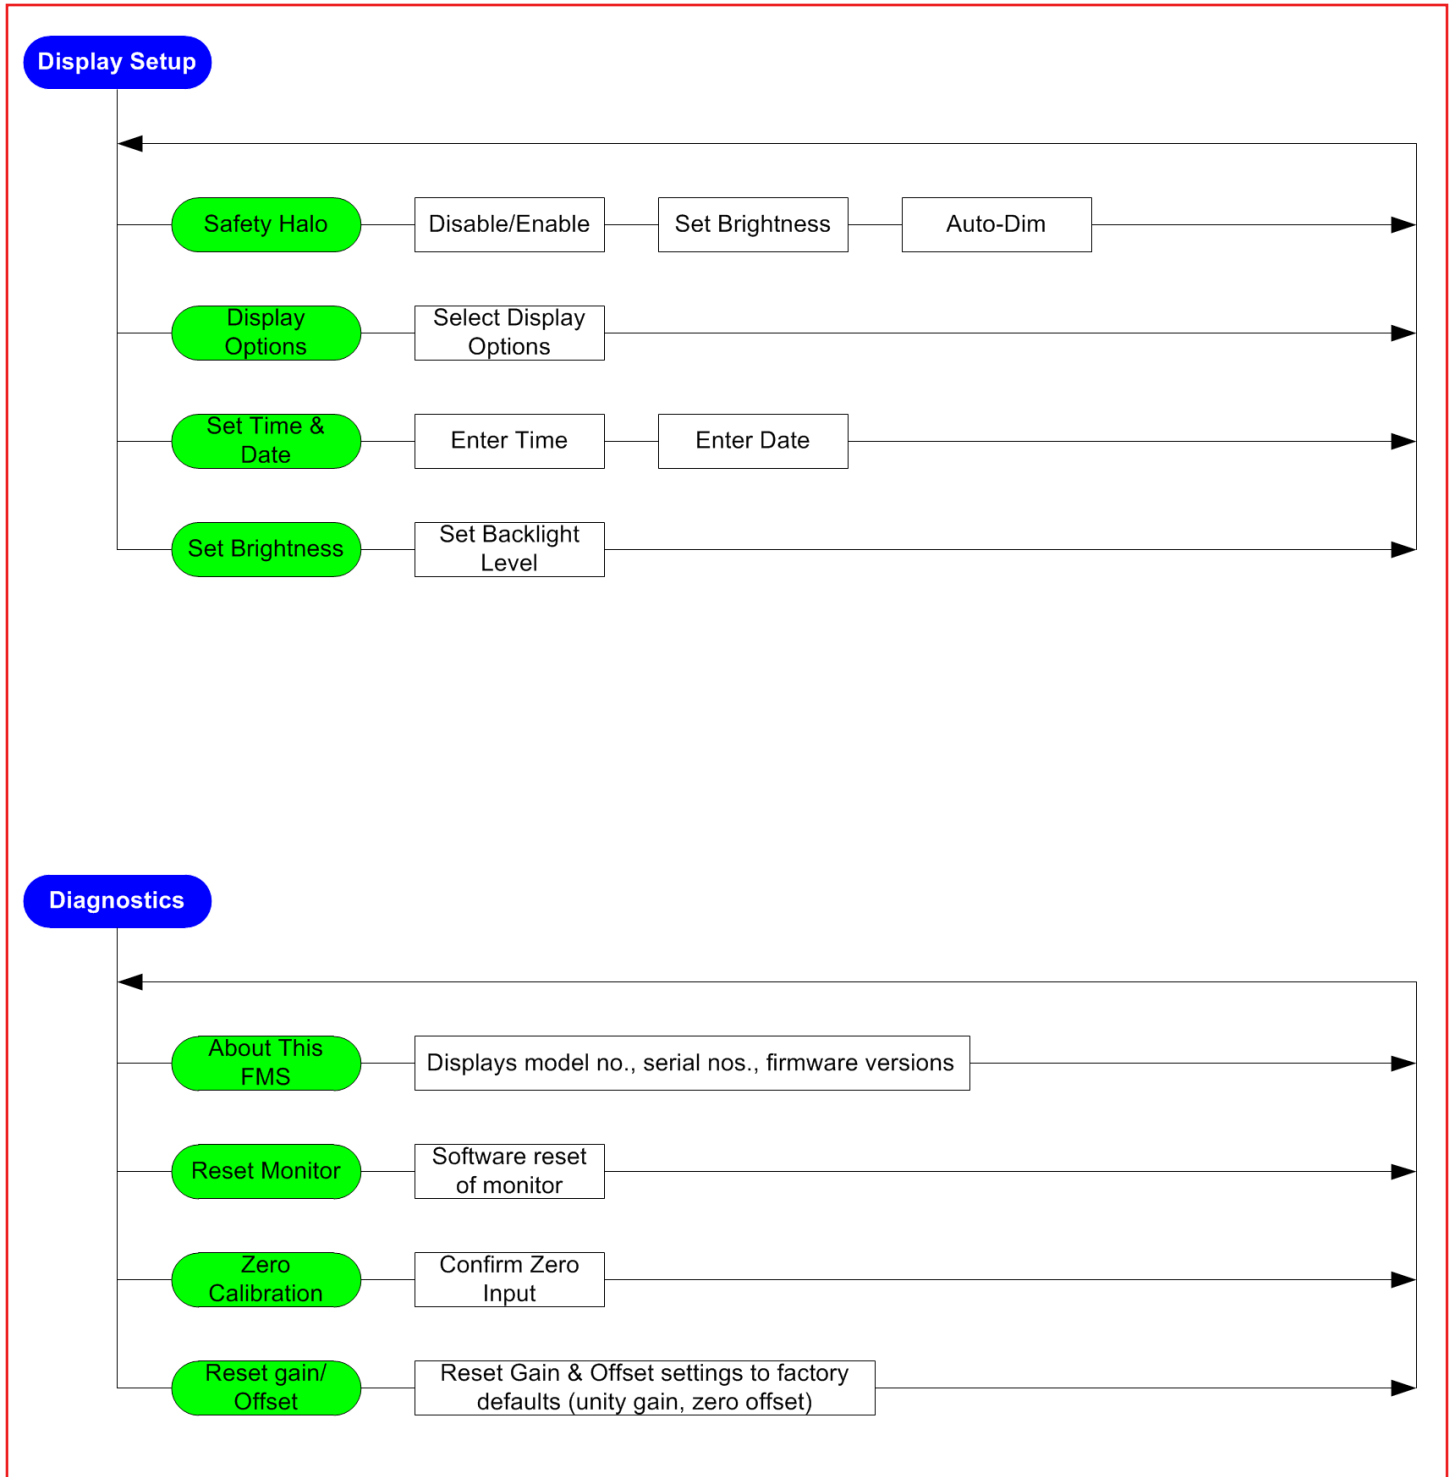 Display Setup
Safety Halo
Disable/Enable
Set Brightness
Auto-Dim
Display
Options
Select Display
Options
Set Time &
Date
Enter Time
Enter Date
Set Brightness
Set Backlight
Level
Diagnostics
About This
FMS
Displays model no., serial nos., firmware versions
Reset Monitor
Software reset
of monitor
Zero
Calibration
Confirm Zero
Input
Reset gain/
Offset
Reset Gain & Offset settings to factory
defaults (unity gain, zero offset)